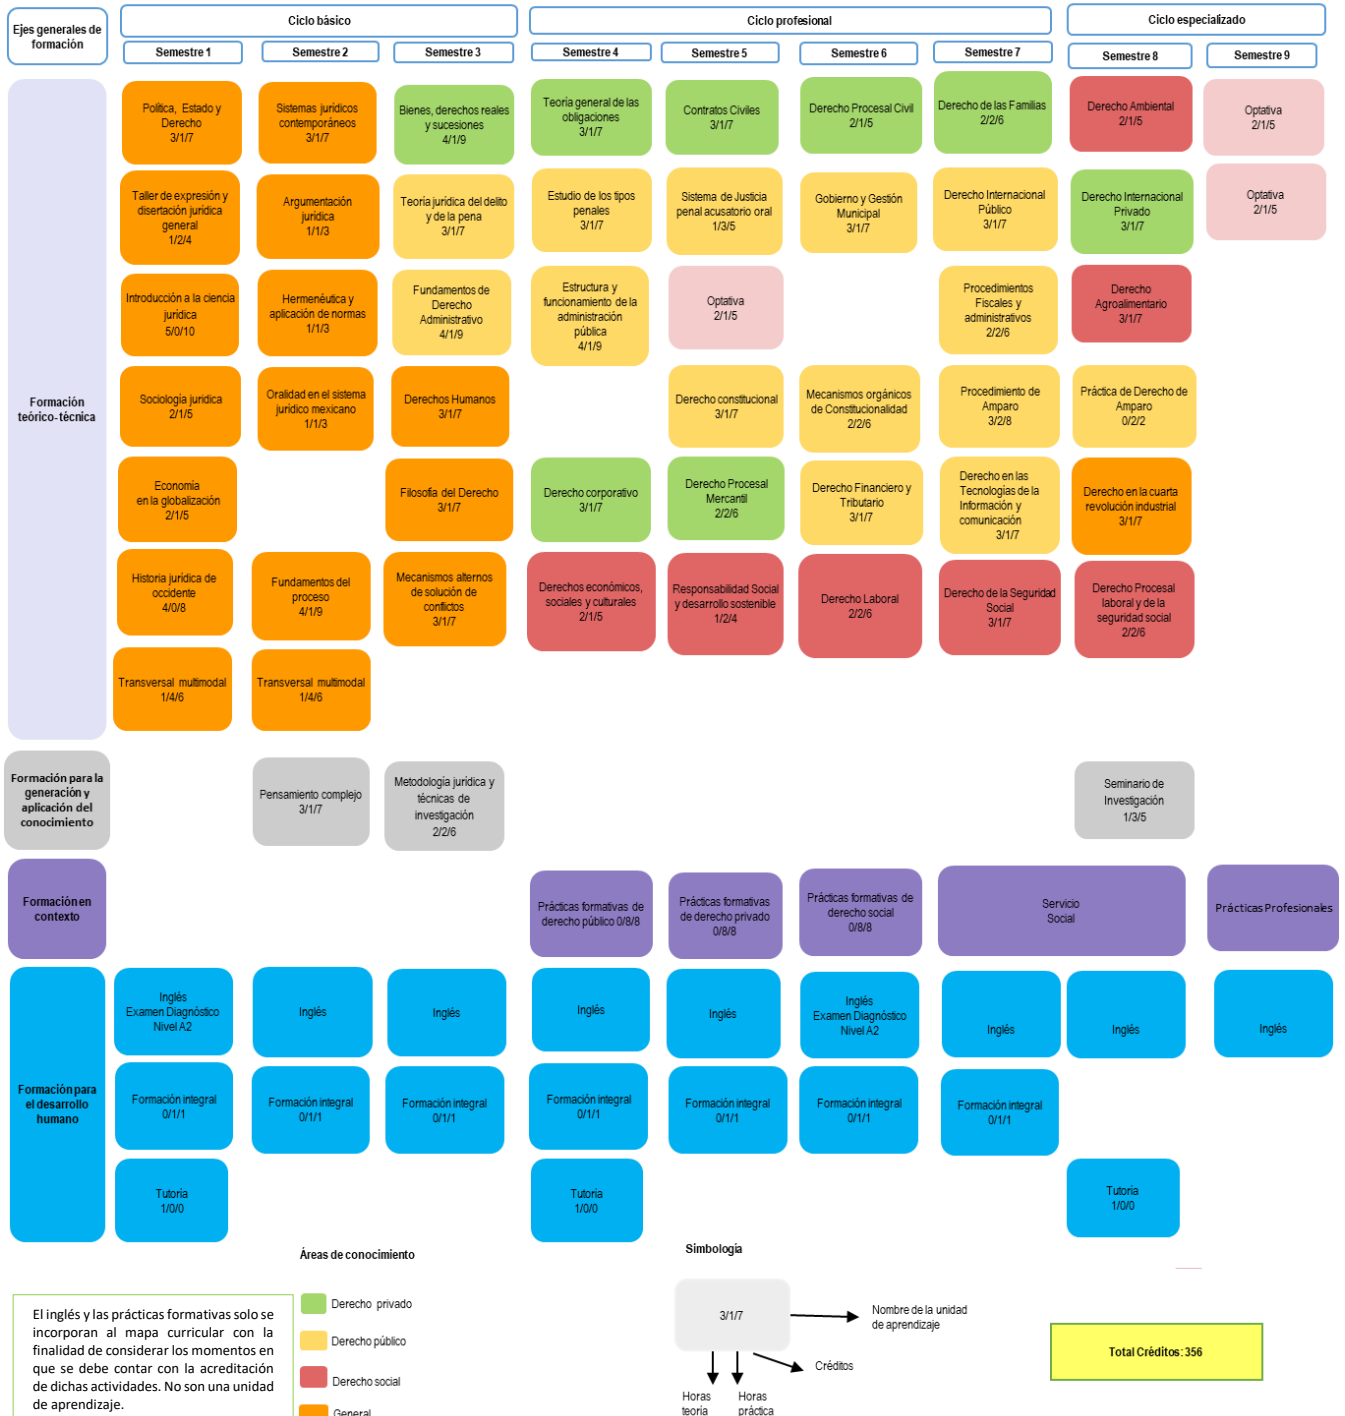 Ejes generales de
formación
Ciclo básico
Ciclo profesional
Ciclo especializado
Semestre 1
Semestre 2
Semestre 3
Semestre 4
Semestre 5
Semestre 6
Semestre 7
Semestre 8
Semestre 9
Formación
teórico-técnica
Política, Estado y
Derecho
3/1/7
Sistemas jurídicos
contemporáneos
3/1/7
Bienes, derechos reales
y sucesiones
4/1/9
Teoría general de las
obligaciones
3/1/7
Contratos Civiles
3/1/7
Derecho Procesal Civil
2/1/5
Derecho de las Familias
2/2/6
Derecho Ambiental
2/1/5
Optativa
2/1/5
Taller de expresión y
disertación jurídica
general
1/2/4
Argumentación
jurídica
1/1/3
Teoría jurídica del delito
y de la pena
3/1/7
Estudio de los tipos
penales
3/1/7
Sistema de Justicia
penal acusatorio oral
1/3/5
Gobierno y Gestión
Municipal
3/1/7
Derecho Internacional
Público
3/1/7
Derecho Internacional
Privado
3/1/7
Optativa
2/1/5
Introducción a la ciencia
jurídica
5/0/10
Hermenéutica y
aplicación de normas
1/1/3
Fundamentos de
Derecho
Administrativo
4/1/9
Estructura y
funcionamiento de la
administración
pública
4/1/9
Optativa
2/1/5
Procedimientos
Fiscales y
administrativos
2/2/6
Derecho
Agroalimentario
3/1/7
Sociología jurídica
2/1/5
Oralidad en el sistema
jurídico mexicano
1/1/3
Derechos Humanos
3/1/7
Derecho constitucional
3/1/7
Mecanismos orgánicos
de Constitucionalidad
2/2/6
Procedimiento de
Amparo
3/2/8
Práctica de Derecho de
Amparo
0/2/2
Economía
en la globalización
2/1/5
Filosofía del Derecho
3/1/7
Derecho corporativo
3/1/7
Derecho Procesal
Mercantil
2/2/6
Derecho Financiero y
Tributario
3/1/7
Derecho en las
Tecnologías de la
Información y
comunicación
3/1/7
Derecho en la cuarta
revolución industrial
3/1/7
Historia jurídica de
occidente
4/0/8
Fundamentos del
proceso
4/1/9
Mecanismos alternos
de solución de
conflictos
3/1/7
Derechos económicos,
sociales y culturales
2/1/5
Responsabilidad Social
y desarrollo sostenible
1/2/4
Derecho Laboral
2/2/6
Derecho de la Seguridad
Social
3/1/7
Derecho Procesal
laboral y de la
seguridad social
2/2/6
Transversal multimodal
1/4/6
Transversal multimodal
1/4/6
Formación para la
generación y
aplicación del
conocimiento
Pensamiento complejo
3/1/7
Metodología jurídica y
técnicas de
investigación
2/2/6
Seminario de
Investigación
1/3/5
Formación en
contexto
Prácticas formativas de
derecho público 0/8/8
Prácticas formativas
de derecho privado
0/8/8
Prácticas formativas de
derecho social
0/8/8
Servicio
Social
Prácticas Profesionales
Formación para
el desarrollo
humano
Inglés
Examen Diagnóstico
Nivel A2
Inglés
Inglés
Inglés
Inglés
Inglés
Examen Diagnóstico
Nivel A2
Inglés
Inglés
Inglés
Formación integral
0/1/1
Formación integral
0/1/1
Formación integral
0/1/1
Formación integral
0/1/1
Formación integral
0/1/1
Formación integral
0/1/1
Formación integral
0/1/1
Tutoría
1/0/0
Tutoría
1/0/0
Tutoría
1/0/0
El inglés y las prácticas formativas solo se
incorporan al mapa curricular con la
finalidad de considerar los momentos en
que se debe contar con la acreditación
de dichas actividades. No son una unidad
de aprendizaje.
Áreas de conocimiento
Derecho privado
Derecho público
Derecho social
General
Simbología
3/1/7
Nombre de la unidad
de aprendizaje
Créditos
Horas
teoría
Horas
práctica
Total Créditos: 356